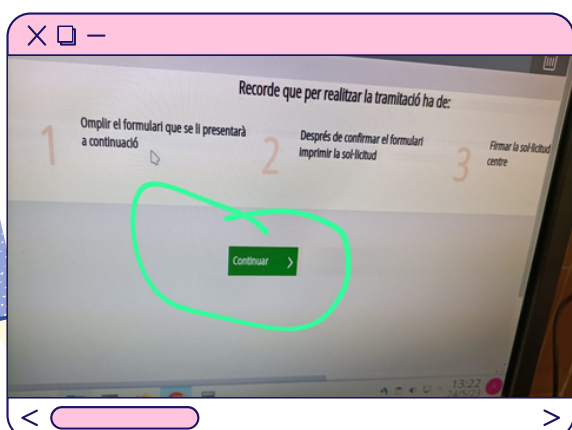 Recorde que per realitzar la tramitació ha de:
1
Omplir el formulari que se li presentarà
a continuació
2
Després de confirmar el formulari
Imprimir la sol·licitud
3
Firmar la sol·licitud
centre
Continuar
13:22